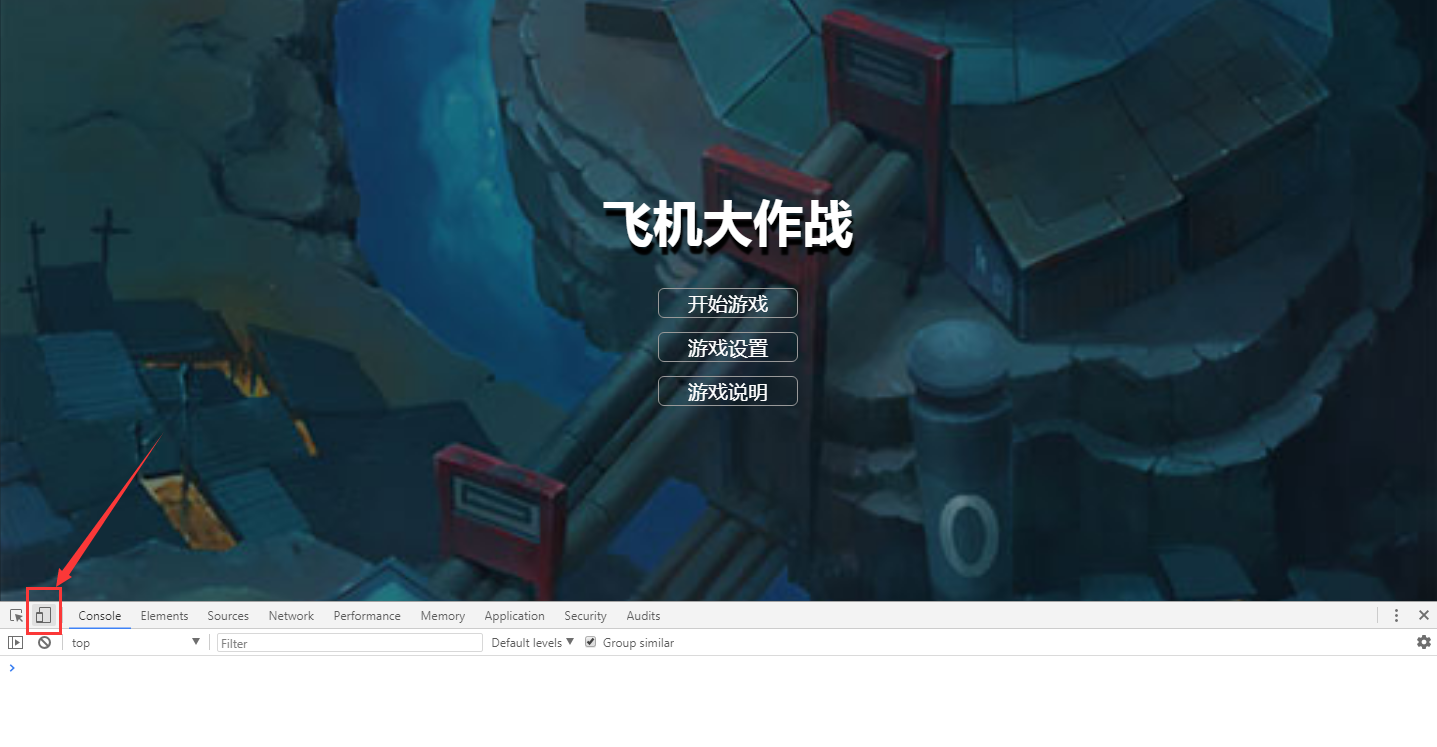 飞机大作战
开始游戏
游戏设置
游戏说明
Console Elements Sources Network Performance Memory Application Security Audits
top Filter Default levels Group similar